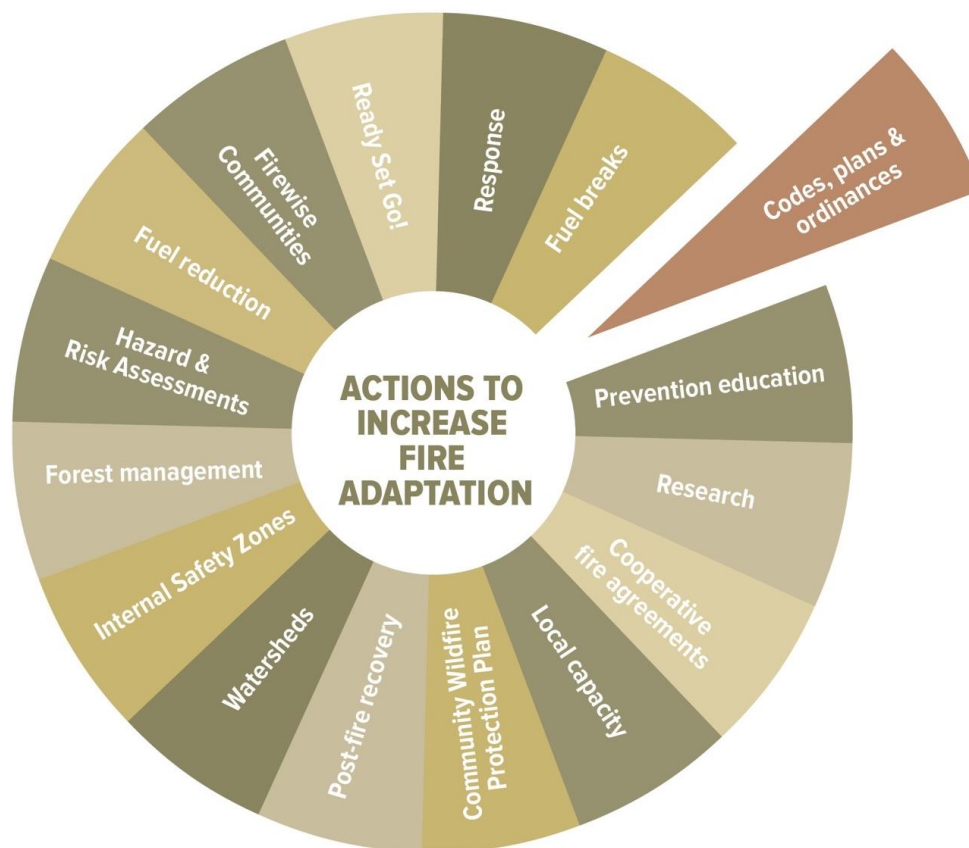 ACTIONS TO
INCREASE
FIRE
ADAPTATION
Codes, plans &
ordinances
Prevention education
Research
Cooperative
fire agreements
Local capacity
Community Wildfire
Protection Plan
Post-fire recovery
Watersheds
Internal Safety Zones
Forest management
Hazard &
Risk Assessments
Fuel reduction
Firewise
Communities
Ready Set Go!
Response
Fuel breaks